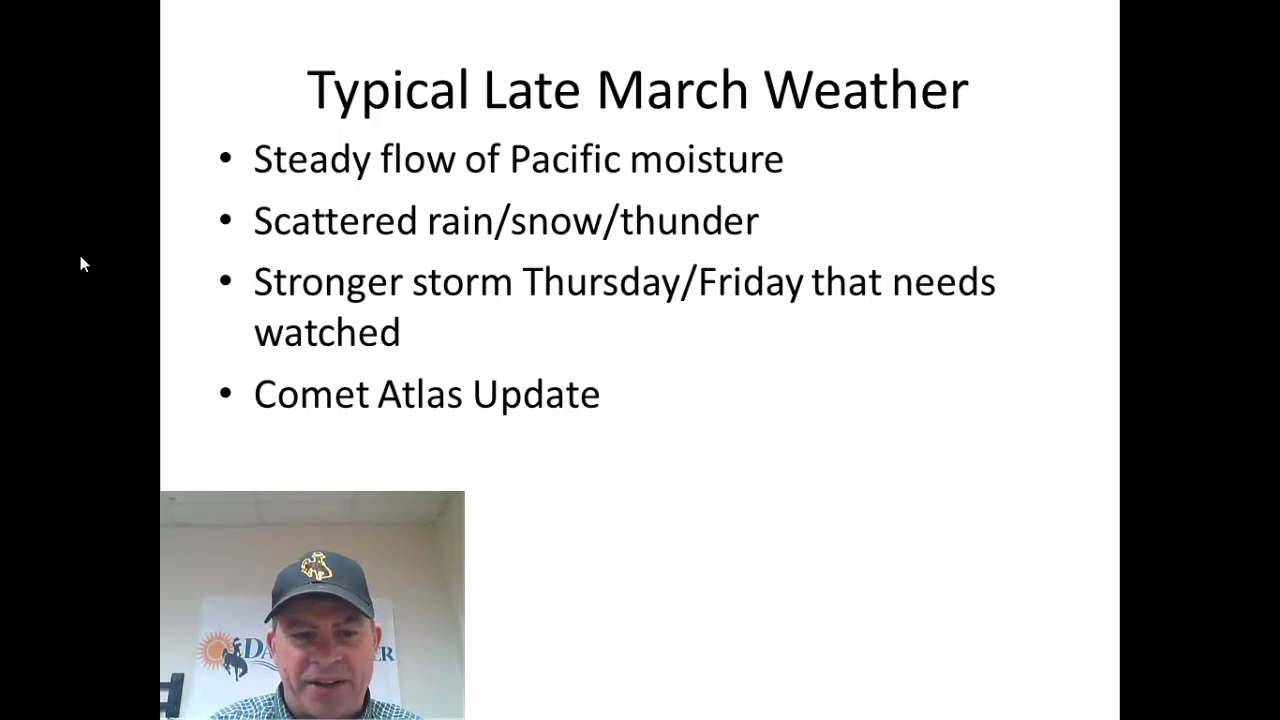 Typical Late March Weather
• Steady flow of Pacific moisture
• Scattered rain/snow/thunder
• Stronger storm Thursday/Friday that needs
watched
• Comet Atlas Update